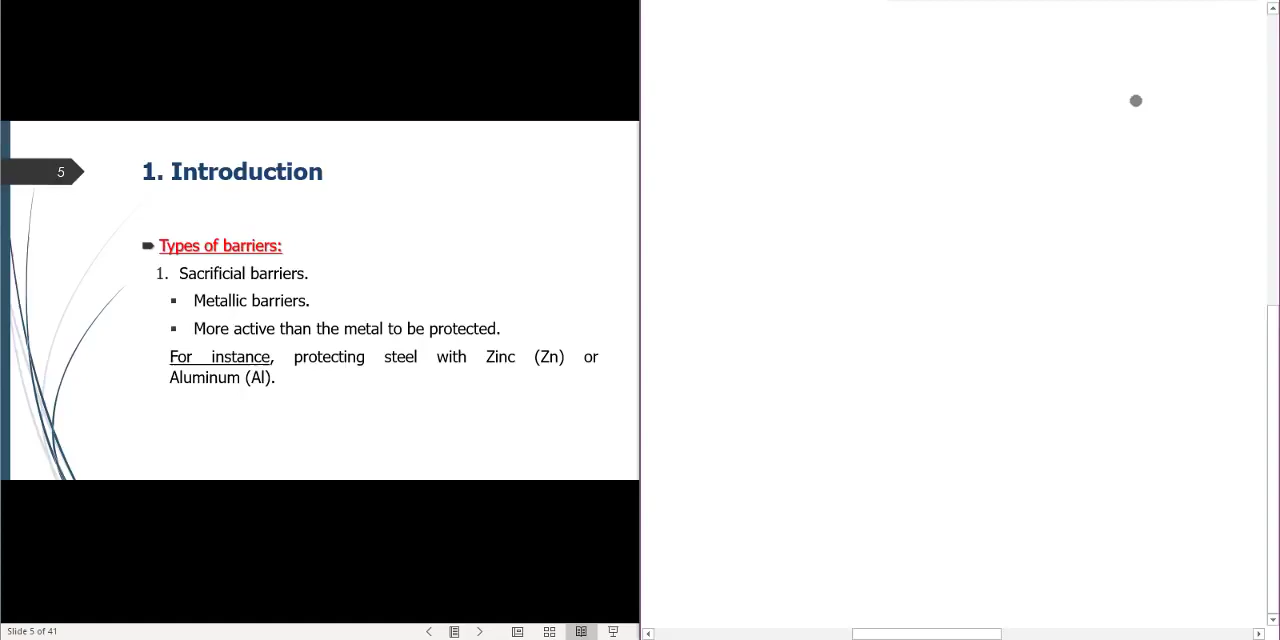 5
1. Introduction
Types of barriers:
1. Sacrificial barriers.
▪ Metallic barriers.
▪ More active than the metal to be protected.
For instance, protecting steel with Zinc (Zn) or
Aluminum (Al).
Slide 5 of 41